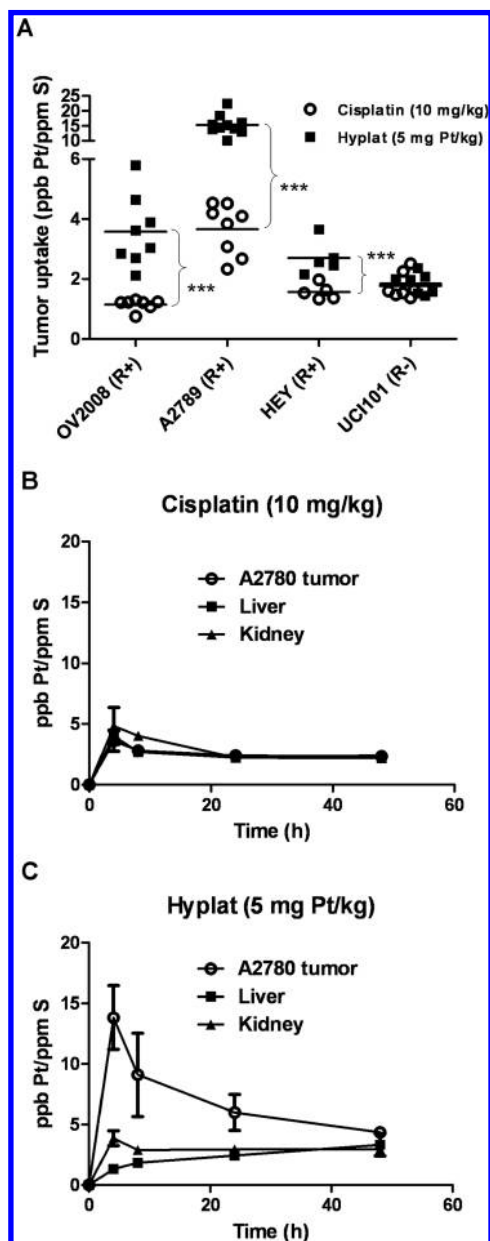 A
Tumor uptake (ppb Pt/ppm S)
25
20
15
10
5
6
4
2
0
Cisplatin (10 mg/kg)
Hyplat (5 mg Pt/kg)
***
***
***
OV2008 (R+)
A2789 (R+)
HEY (R+)
UCI101 (R-)
B
Cisplatin (10 mg/kg)
ppb Pt/ppm S
20
15
10
5
0
A2780 tumor
Liver
Kidney
0 20 40 60
Time (h)
C
Hyplat (5 mg Pt/kg)
ppb Pt/ppm S
20
15
10
5
0
A2780 tumor
Liver
Kidney
0 20 40 60
Time (h)